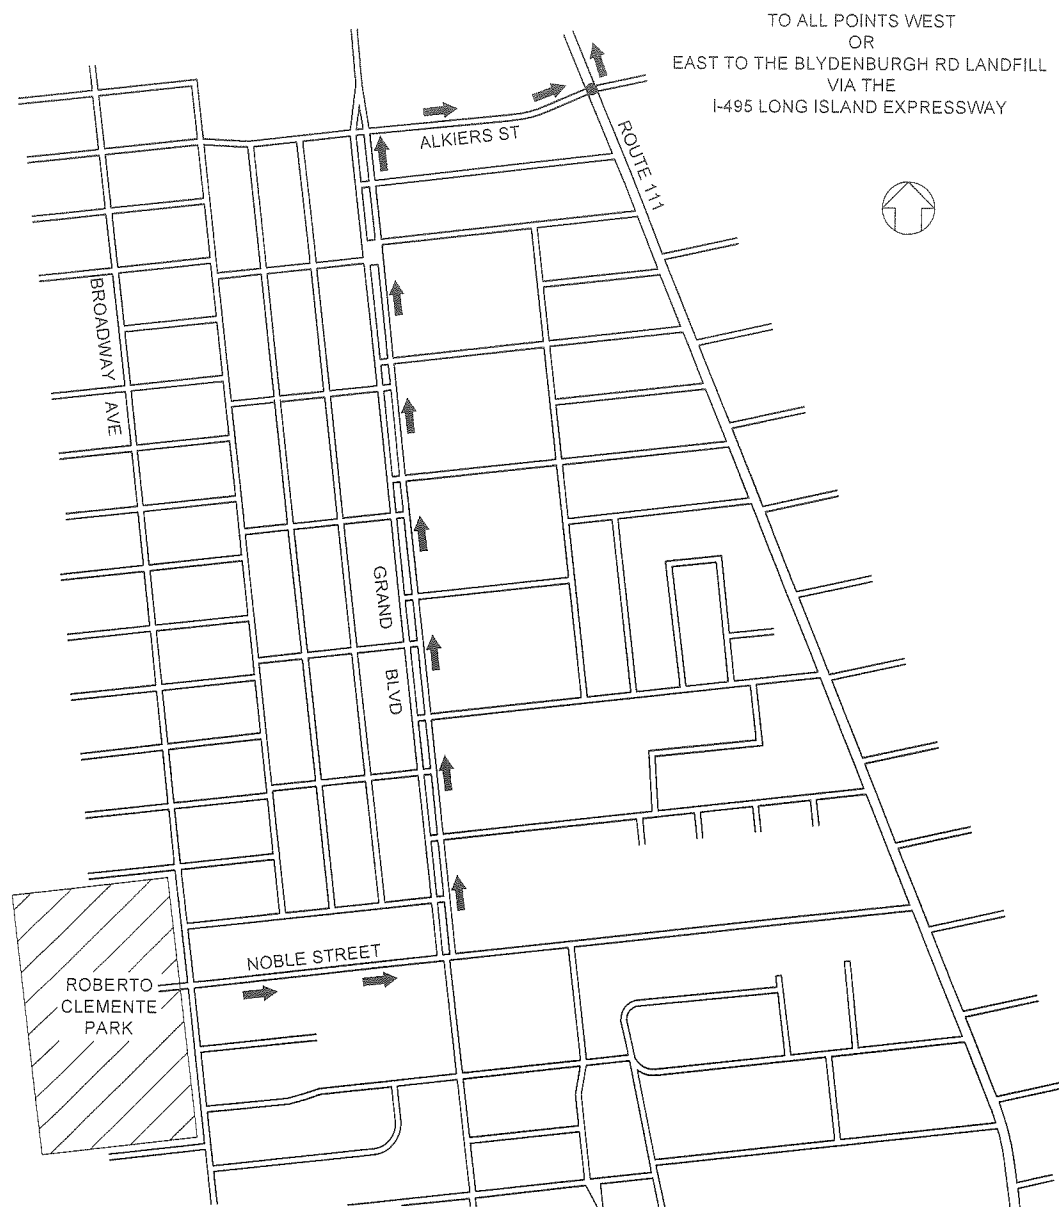 TO ALL POINTS WEST
OR
EAST TO THE BLYDENBURGH RD LANDFILL
VIA THE
I-495 LONG ISLAND EXPRESSWAY
ALKIERS ST
ROUTE 111
BROADWAY AVE
GRAND BLVD
NOBLE STREET
ROBERTO
CLEMENTE
PARK